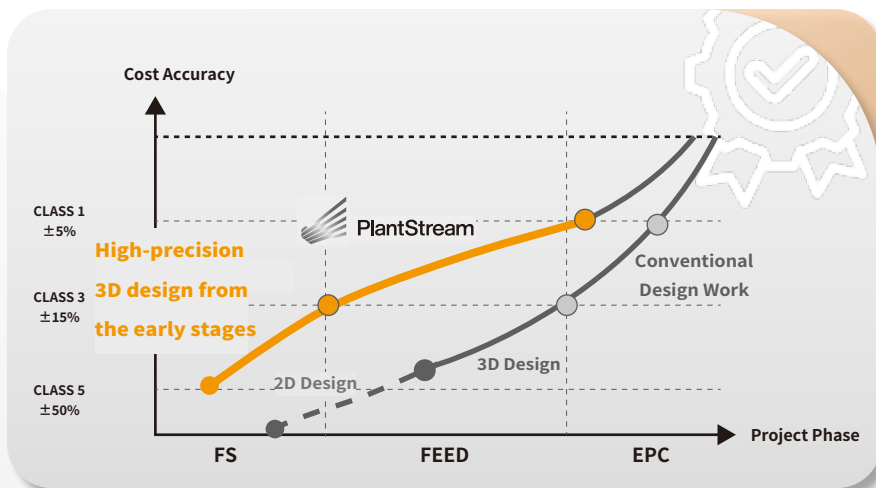 Cost Accuracy
CLASS 1
±5%
PlantStream
High-precision
3D design from
the early stages
Conventional
Design Work
CLASS 3
±15%
3D Design
2D Design
CLASS 5
±50%
Project Phase
FS
FEED
EPC